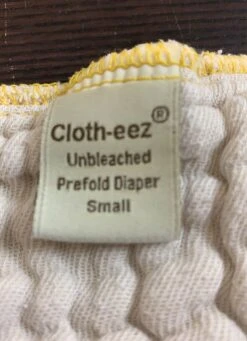 Cloth-eez®
Unbleached
Prefold Diaper
Small